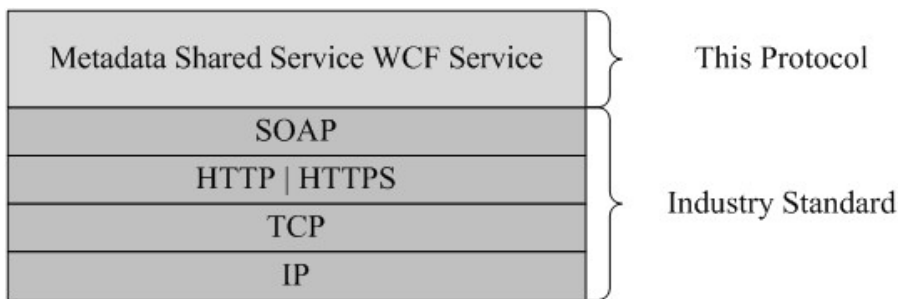 Metadata Shared Service WCF Service
This Protocol
SOAP
HTTP | HTTPS
TCP
IP
Industry Standard